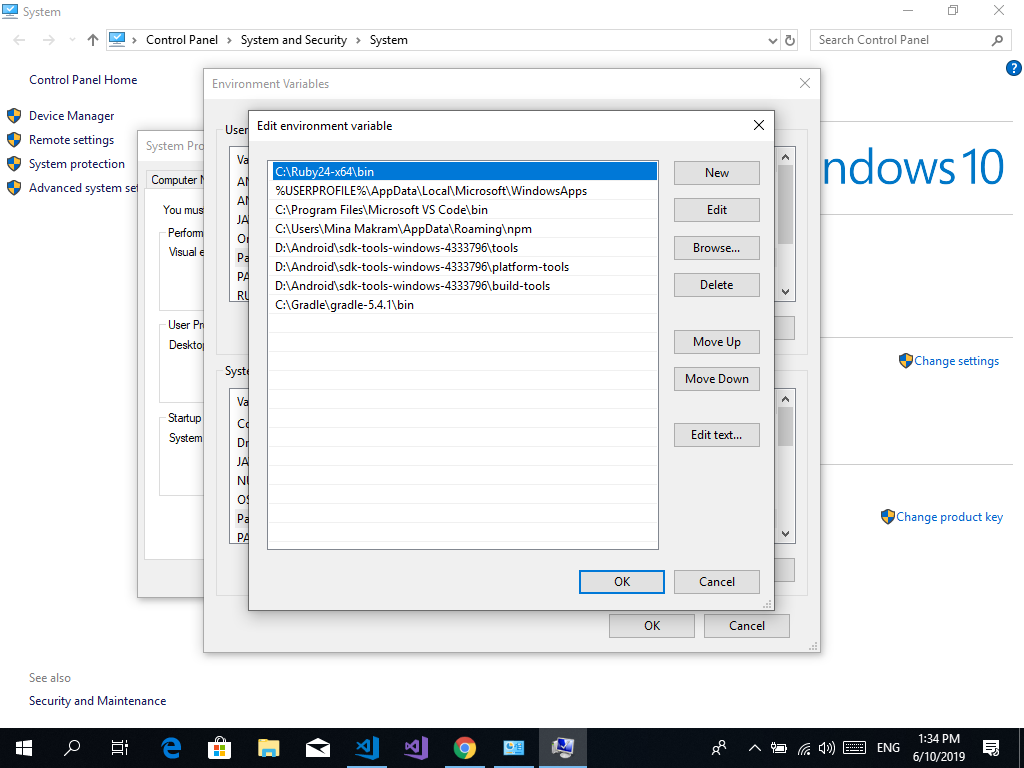 System
Control Panel > System and Security > System
Search Control Panel
Control Panel Home
Device Manager
Remote settings
System protection
Advanced system set
ndows 10
Change settings
Change product key
See also
Security and Maintenance
System Pro
Computer N
You mus
Perform
Visual e
User Pr
Deskto
Startup
System
Environment Variables
User
Va
AN
AN
JA
On
Pa
PA
RU
Syste
Va
Co
Dr
JA
NU
OS
Pa
PA
OK
Cancel
Edit environment variable
C:\Ruby24-x64\bin
%USERPROFILE%\AppData\Local\Microsoft\WindowsApps
C:\Program Files\Microsoft VS Code\bin
C:\Users\Mina Makram\AppData\Roaming\npm
D:\Android\sdk-tools-windows-4333796\tools
D:\Android\sdk-tools-windows-4333796\platform-tools
D:\Android\sdk-tools-windows-4333796\build-tools
C:\Gradle\gradle-5.4.1\bin
New
Edit
Browse...
Delete
Move Up
Move Down
Edit text...
OK
Cancel
ENG
1:34 PM
6/10/2019